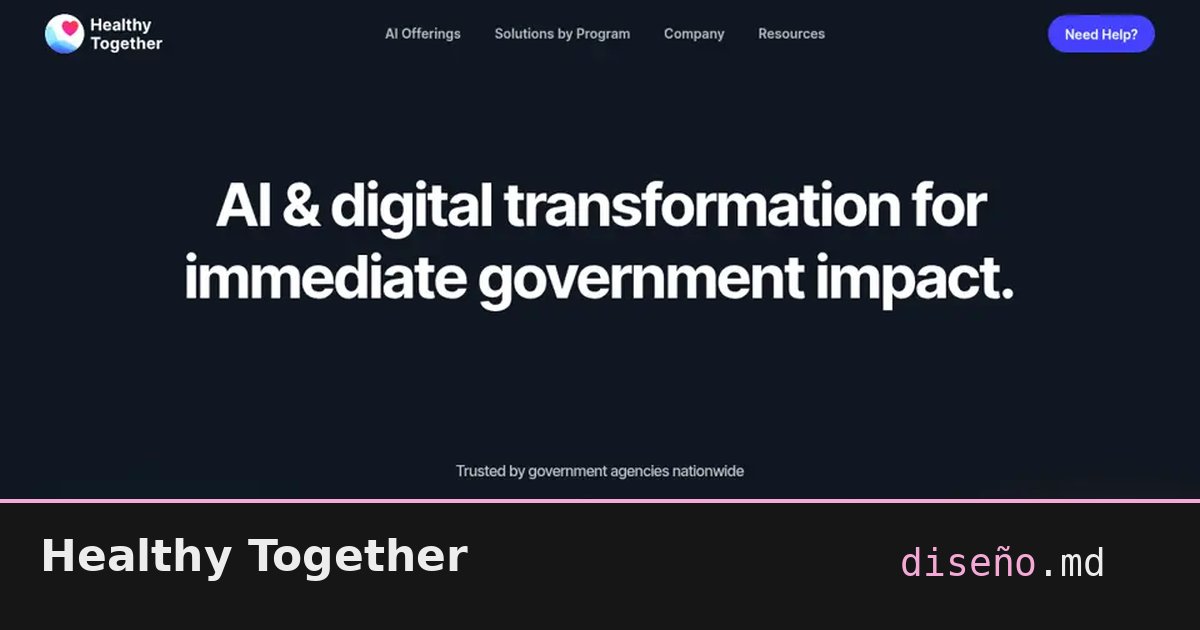 Healthy
Together
AI Offerings
Solutions by Program
Company
Resources
Need Help?
AI & digital transformation for
immediate government impact.
Trusted by government agencies nationwide
Healthy Together
diseño.md